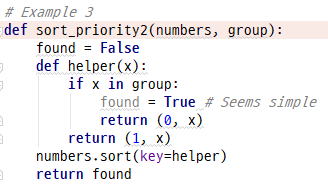 # Example 3
def sort_priority2(numbers, group):
    found = False
    def helper(x):
        if x in group:
            found = True # Seems simple
            return (0, x)
        return (1, x)
    numbers.sort(key=helper)
    return found